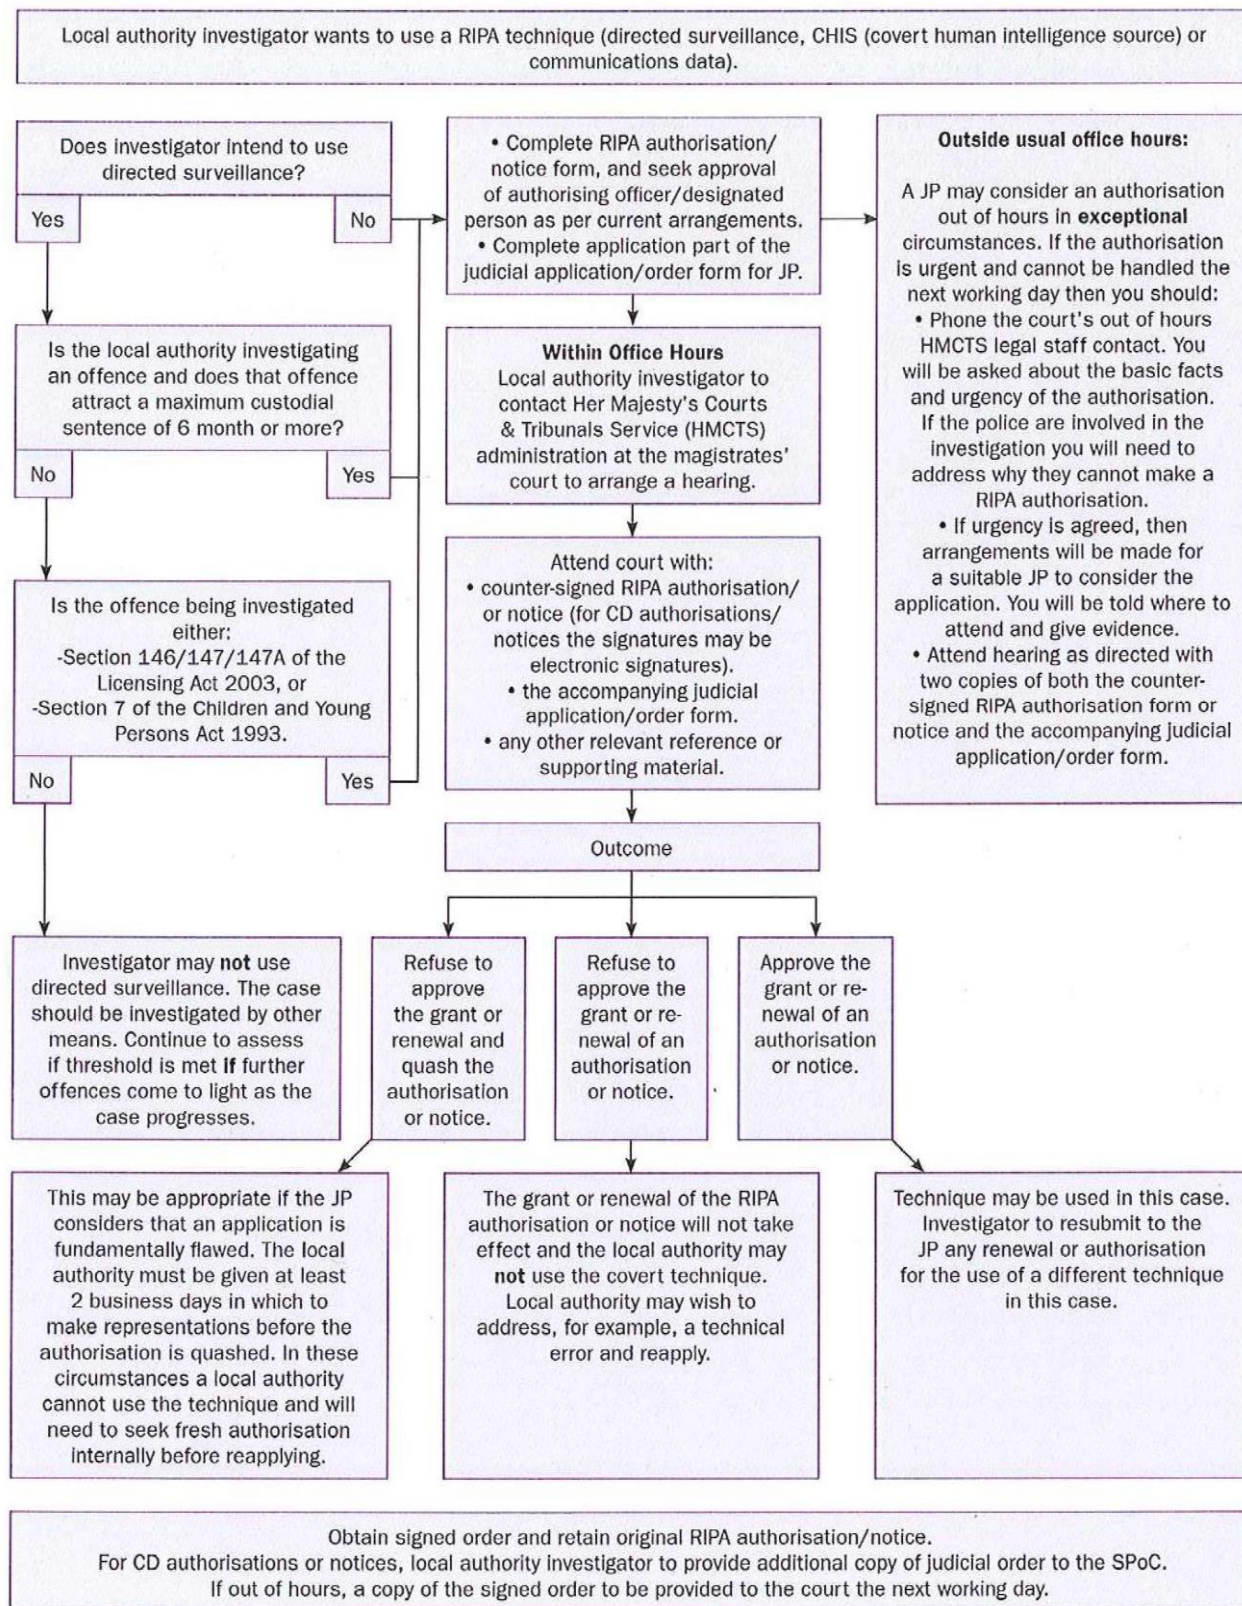 Local authority investigator wants to use a RIPA technique (directed surveillance, CHIS (covert human intelligence source) or
communications data).
Does investigator intend to use
directed surveillance?
Yes
No
Is the local authority investigating
an offence and does that offence
attract a maximum custodial
sentence of 6 month or more?
No
Yes
Is the offence being investigated
either:
-Section 146/147/147A of the
Licensing Act 2003, or
-Section 7 of the Children and Young
Persons Act 1993.
No
Yes
• Complete RIPA authorisation/
notice form, and seek approval
of authorising officer/designated
person as per current arrangements.
• Complete application part of the
judicial application/order form for JP.
Within Office Hours
Local authority investigator to
contact Her Majesty's Courts
& Tribunals Service (HMCTS)
administration at the magistrates'
court to arrange a hearing.
Attend court with:
• counter-signed RIPA authorisation/
or notice (for CD authorisations/
notices the signatures may be
electronic signatures).
• the accompanying judicial
application/order form.
• any other relevant reference or
supporting material.
Outside usual office hours:
A JP may consider an authorisation
out of hours in exceptional
circumstances. If the authorisation
is urgent and cannot be handled the
next working day then you should:
• Phone the court's out of hours
HMCTS legal staff contact. You
will be asked about the basic facts
and urgency of the authorisation.
If the police are involved in the
investigation you will need to
address why they cannot make a
RIPA authorisation.
• If urgency is agreed, then
arrangements will be made for
a suitable JP to consider the
application. You will be told where to
attend and give evidence.
• Attend hearing as directed with
two copies of both the counter-
signed RIPA authorisation form or
notice and the accompanying judicial
application/order form.
Outcome
Investigator may not use
directed surveillance. The case
should be investigated by other
means. Continue to assess
if threshold is met if further
offences come to light as the
case progresses.
Refuse to
approve
the grant or
renewal and
quash the
authorisation
or notice.
Refuse to
approve the
grant or re-
newal of an
authorisation
or notice.
Approve the
grant or re-
newal of an
authorisation
or notice.
This may be appropriate if the JP
considers that an application is
fundamentally flawed. The local
authority must be given at least
2 business days in which to
make representations before the
authorisation is quashed. In these
circumstances a local authority
cannot use the technique and will
need to seek fresh authorisation
internally before reapplying.
The grant or renewal of the RIPA
authorisation or notice will not take
effect and the local authority may
not use the covert technique.
Local authority may wish to
address, for example, a technical
error and reapply.
Technique may be used in this case.
Investigator to resubmit to the
JP any renewal or authorisation
for the use of a different technique
in this case.
Obtain signed order and retain original RIPA authorisation/notice.
For CD authorisations or notices, local authority investigator to provide additional copy of judicial order to the SPoC.
If out of hours, a copy of the signed order to be provided to the court the next working day.